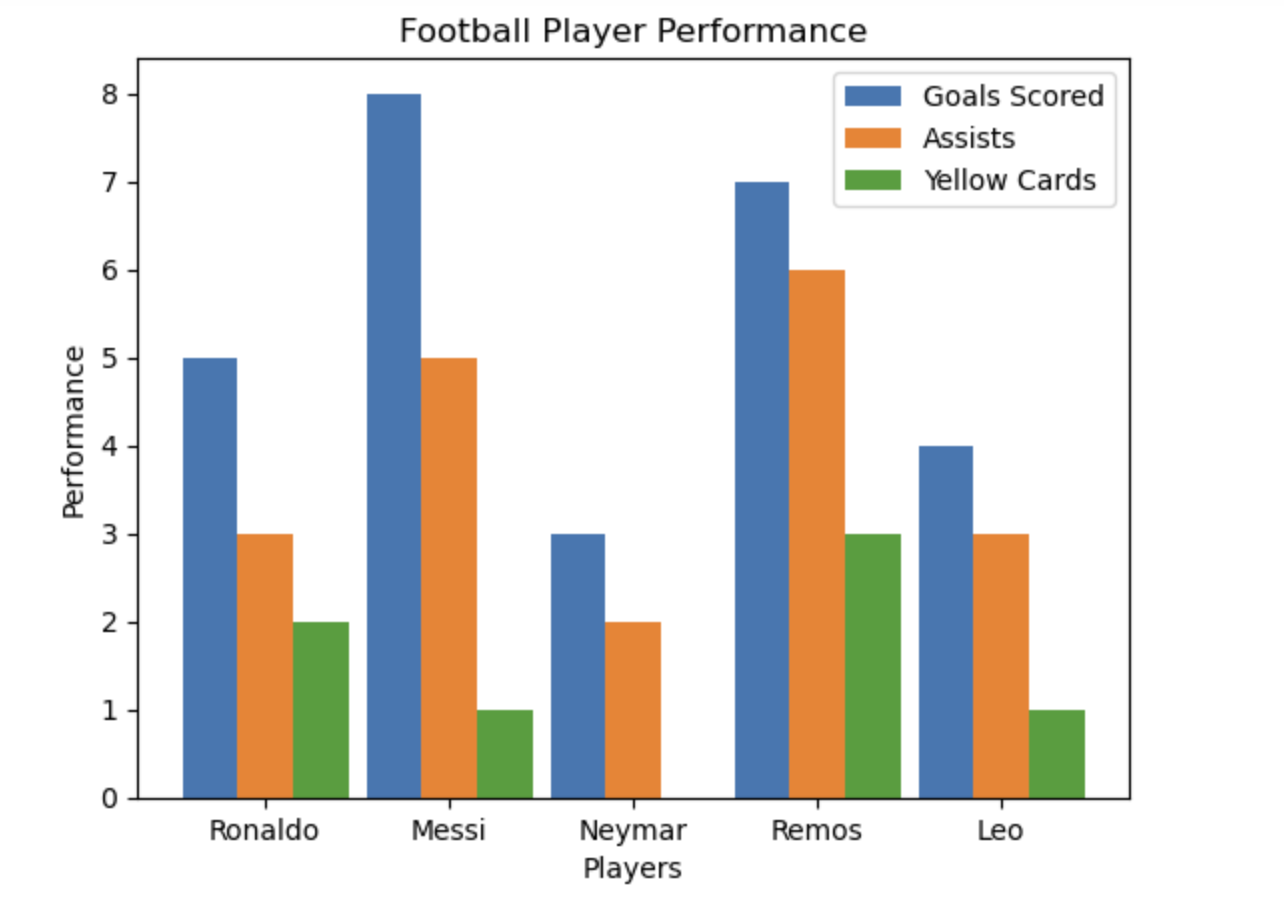 Football Player Performance
Goals Scored
Assists
Yellow Cards
8
7
6
5
4
3
2
1
0
Performance
Ronaldo Messi Neymar Remos Leo
Players